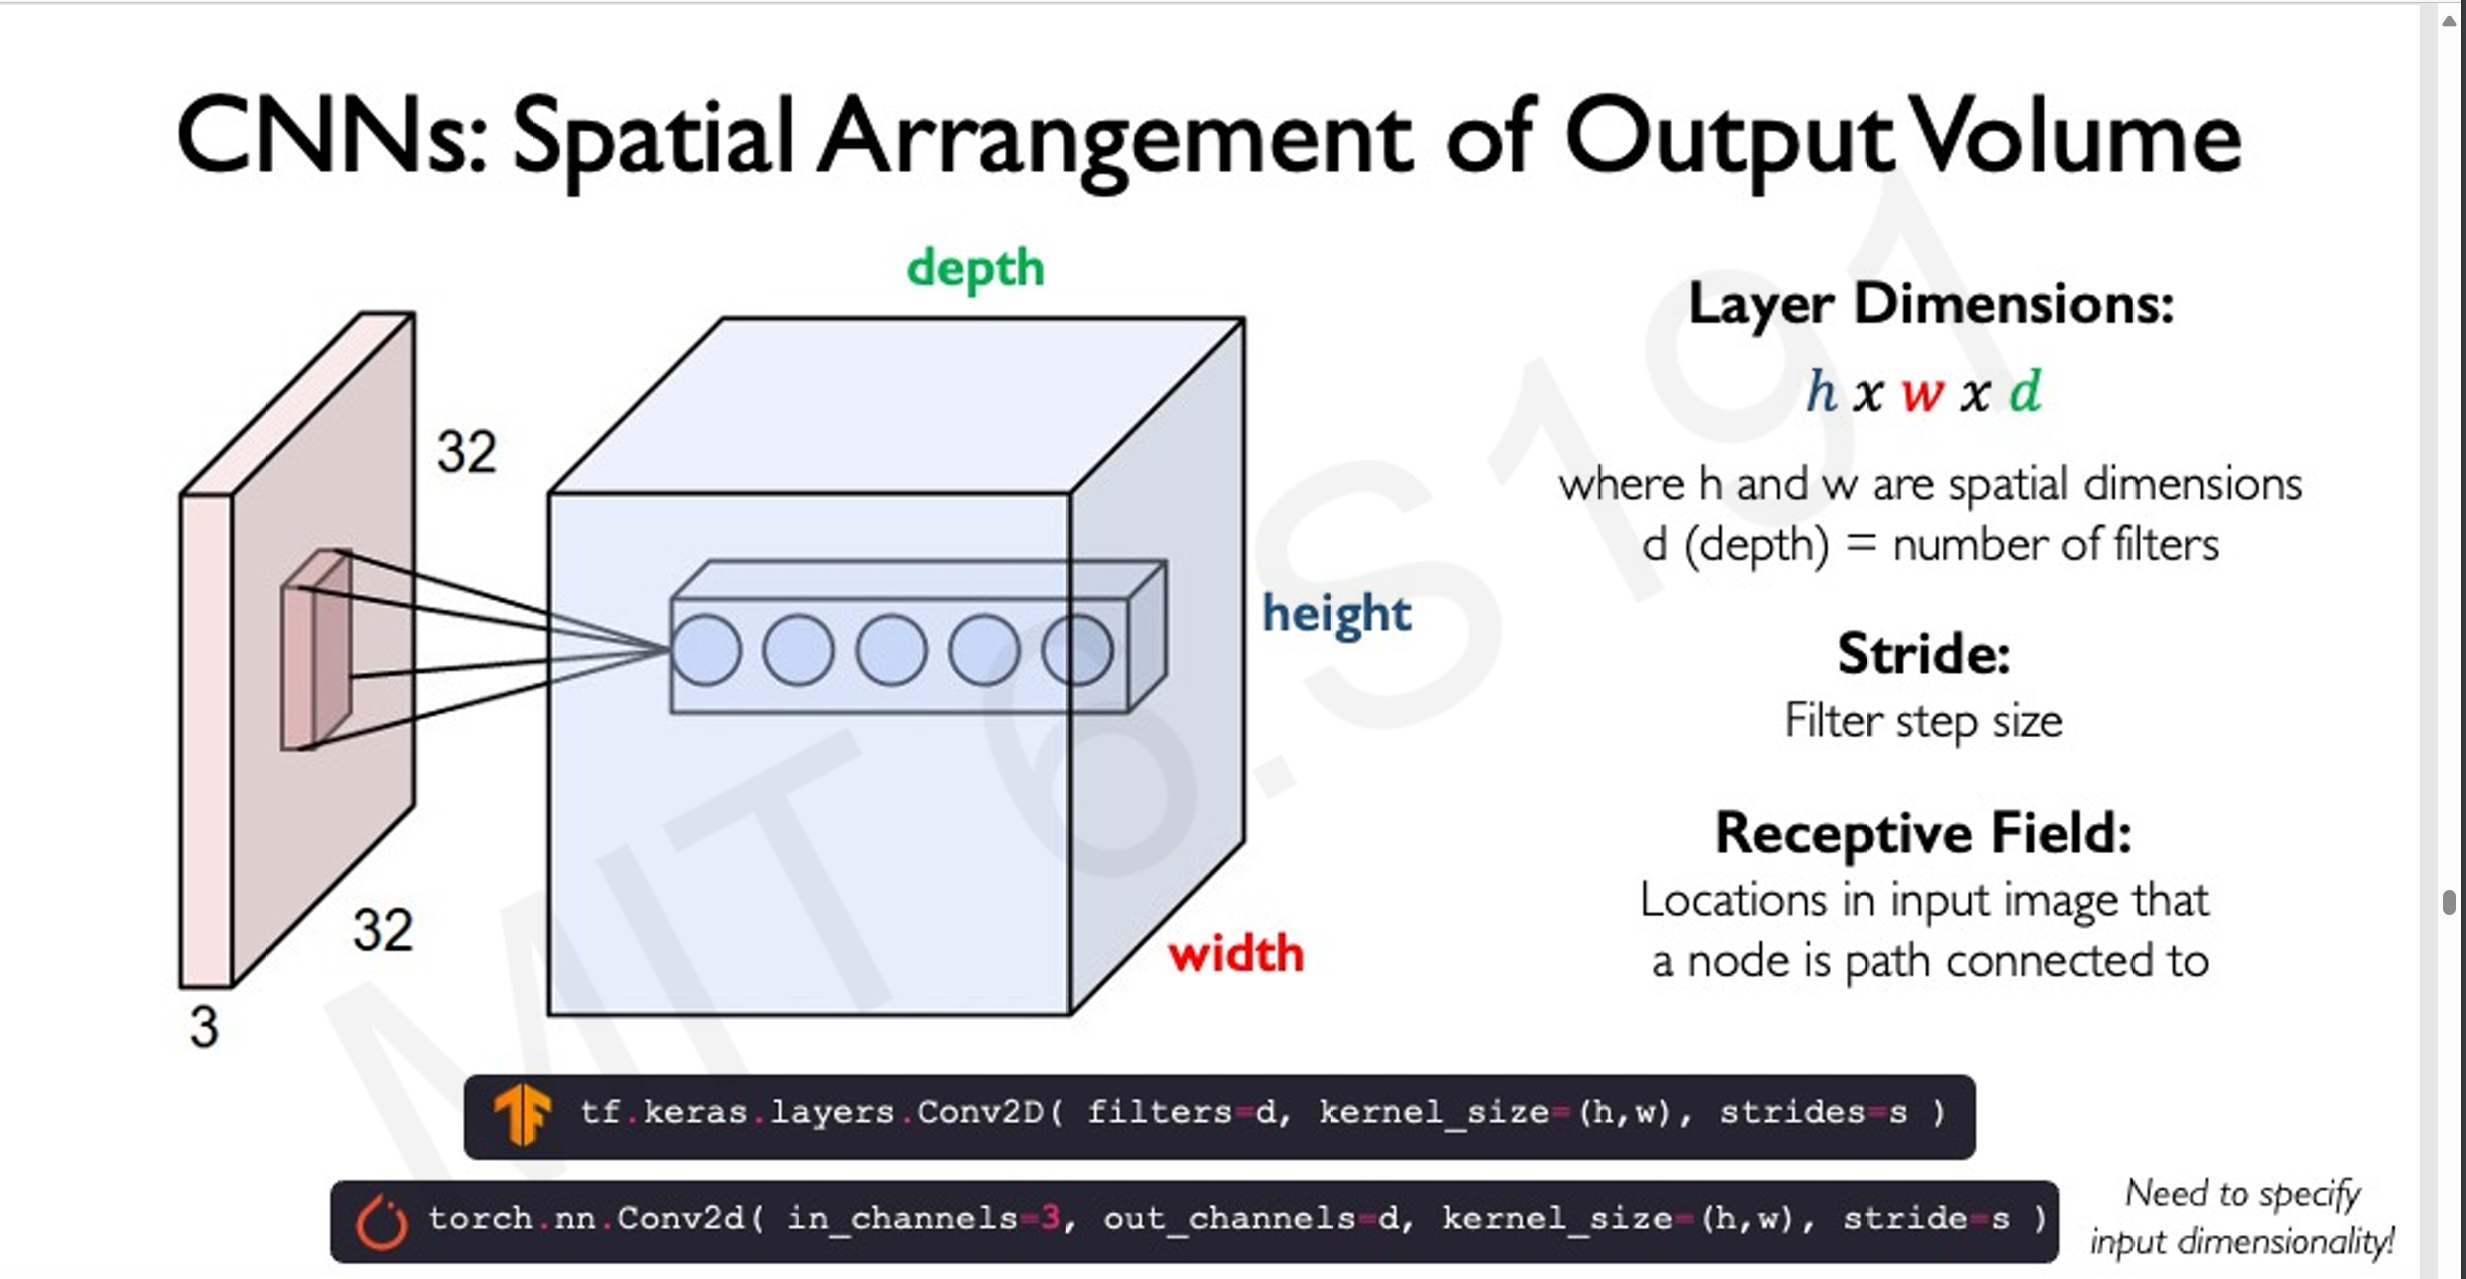 CNNs: Spatial Arrangement of Output Volume
depth
32
32
3
height
width
Layer Dimensions:
h x w x d
where h and w are spatial dimensions
d (depth) = number of filters
Stride:
Filter step size
Receptive Field:
Locations in input image that
a node is path connected to
MIT 6.S191
tf.keras.layers.Conv2D( filters=d, kernel_size=(h,w), strides=s )
torch.nn.Conv2d( in_channels=3, out_channels=d, kernel_size=(h,w), stride=s )
Need to specify
input dimensionality!